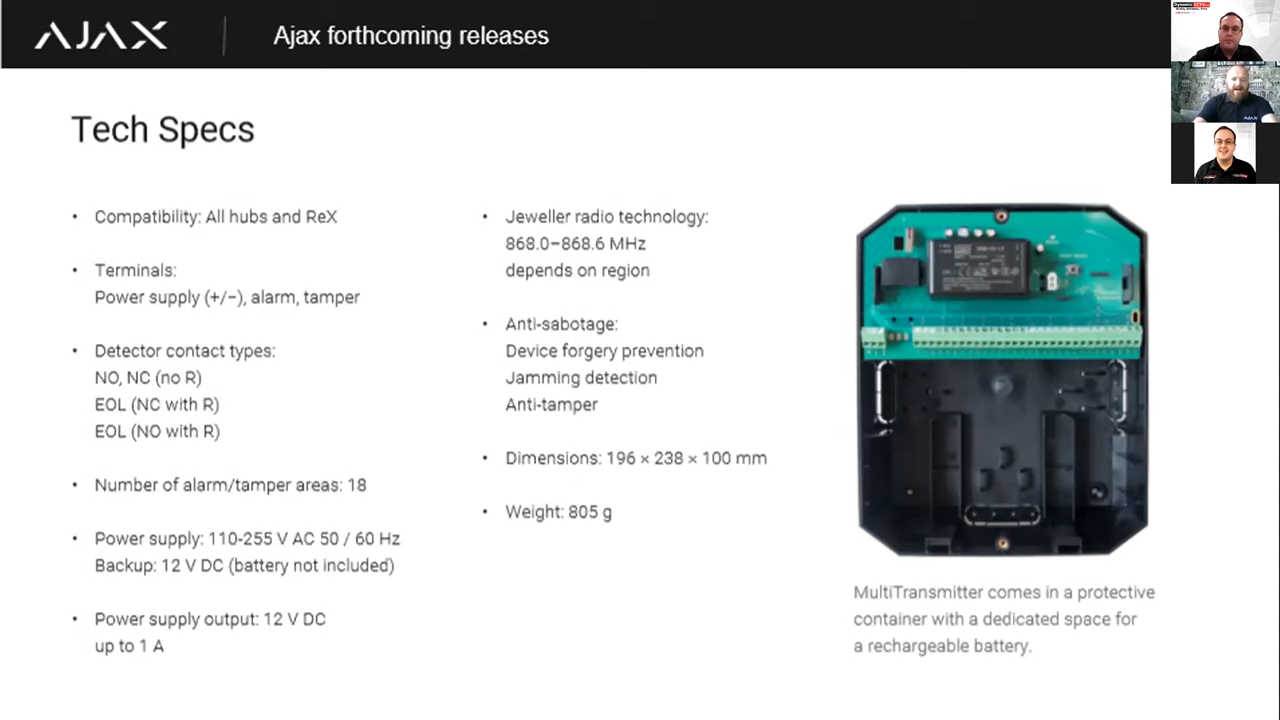 AJAX
Ajax forthcoming releases
Tech Specs
• Compatibility: All hubs and ReX
• Terminals:
Power supply (+/−), alarm, tamper
• Detector contact types:
NO, NC (no R)
EOL (NC with R)
EOL (NO with R)
• Number of alarm/tamper areas: 18
• Power supply: 110-255 V AC 50 / 60 Hz
Backup: 12 V DC (battery not included)
• Power supply output: 12 V DC
up to 1 A
• Jeweller radio technology:
868.0–868.6 MHz
depends on region
• Anti-sabotage:
Device forgery prevention
Jamming detection
Anti-tamper
• Dimensions: 196 × 238 × 100 mm
• Weight: 805 g
MultiTransmitter comes in a protective
container with a dedicated space for
a rechargeable battery.
AJAX